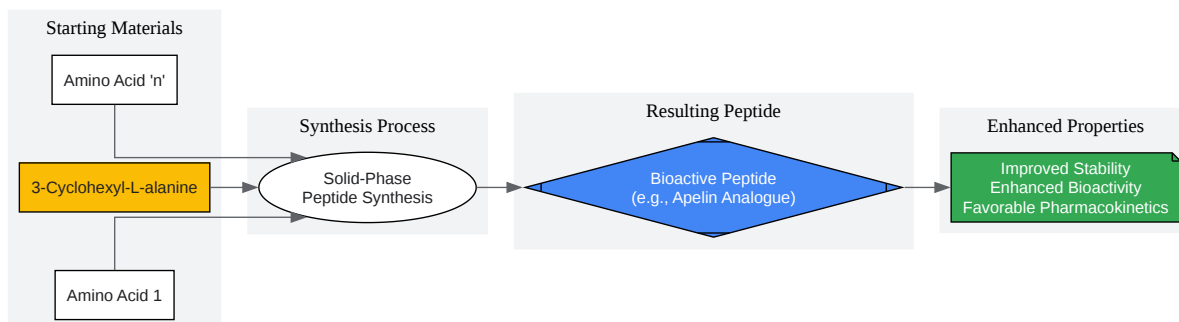 Starting Materials
Amino Acid 'n'
3-Cyclohexyl-L-alanine
Amino Acid 1
Synthesis Process
Solid-Phase
Peptide Synthesis
Resulting Peptide
Bioactive Peptide
(e.g., Apelin Analogue)
Enhanced Properties
Improved Stability
Enhanced Bioactivity
Favorable Pharmacokinetics